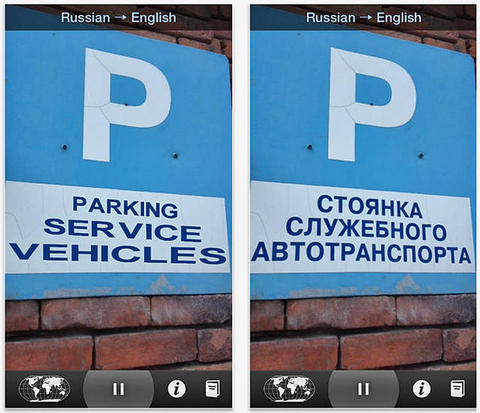 Russian → English
P
PARKING
SERVICE
VEHICLES
Russian → English
P
СТОЯНКА
СЛУЖЕБНОГО
АВТОТРАНСПОРТА